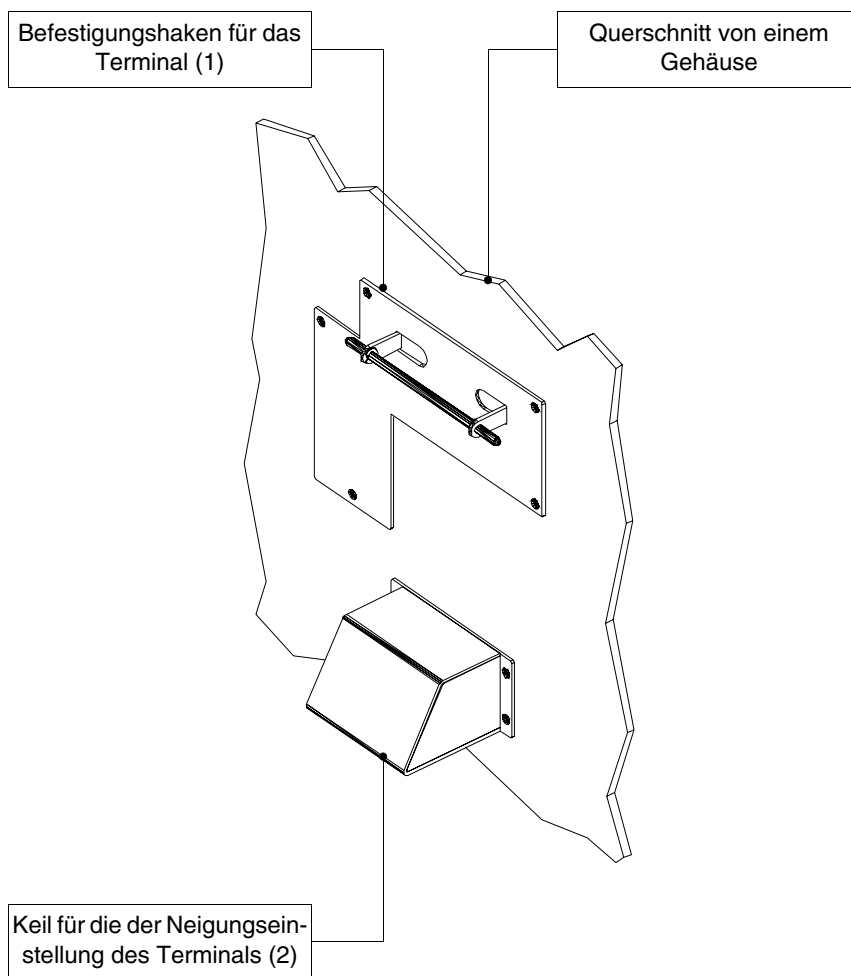 Befestigungshaken für das
Terminal (1)
Querschnitt von einem
Gehäuse
Keil für die der Neigungsein-
stellung des Terminals (2)